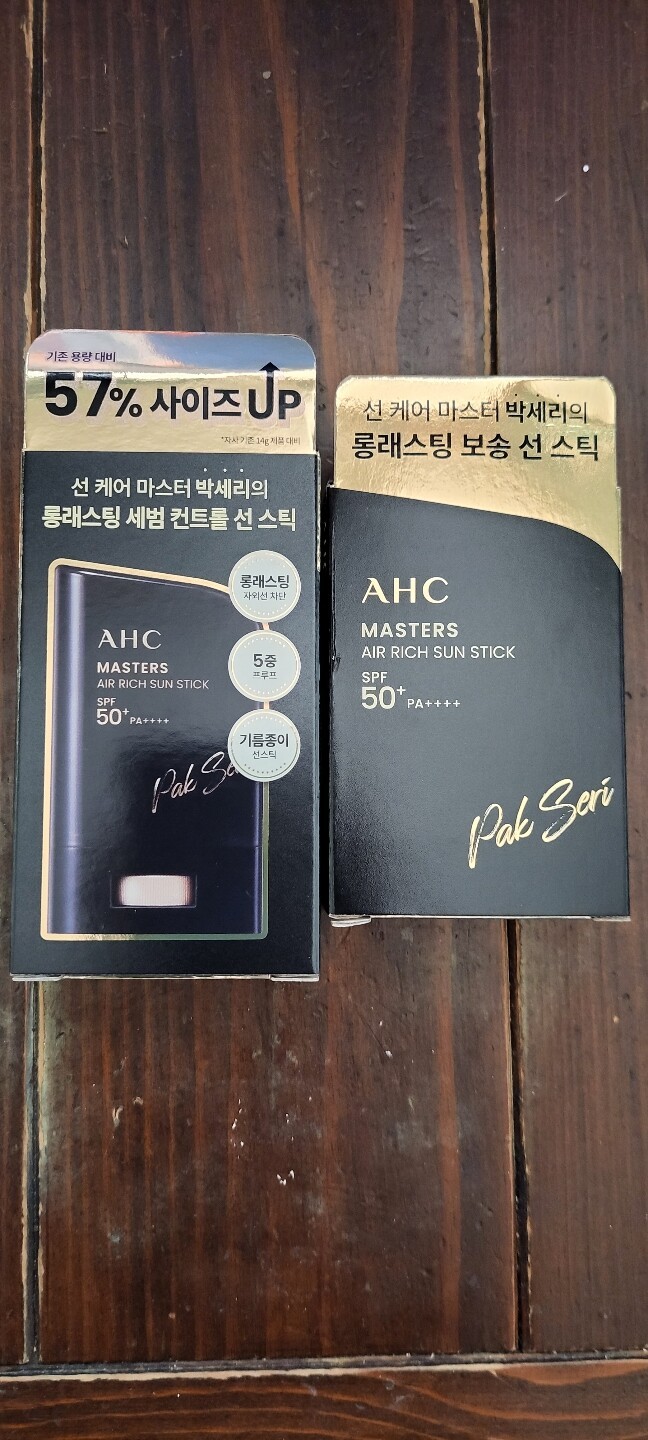 기존 용량 대비
57% 사이즈 UP
*자사 기존 14g 제품 대비
선 케어 마스터 박세리의
롱래스팅 세범 컨트롤 선 스틱
롱래스팅
자외선 차단
5중
프루프
기름종이
선스틱
AHC
MASTERS
AIR RICH SUN STICK
SPF
50+ PA++++
Pak Se
선 케어 마스터 박세리의
롱래스팅 보송 선 스틱
AHC
MASTERS
AIR RICH SUN STICK
SPF
50+ PA++++
Pak Seri